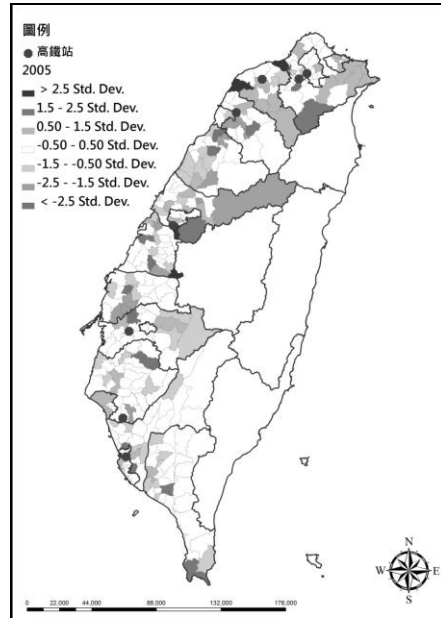 圖例
高鐵站
2005
> 2.5 Std. Dev.
1.5 - 2.5 Std. Dev.
0.50 - 1.5 Std. Dev.
-0.50 - 0.50 Std. Dev.
-1.5 - -0.50 Std. Dev.
-2.5 - -1.5 Std. Dev.
< -2.5 Std. Dev.
N
W E
S
0 22,000 44,000 88,000 132,000 176,000